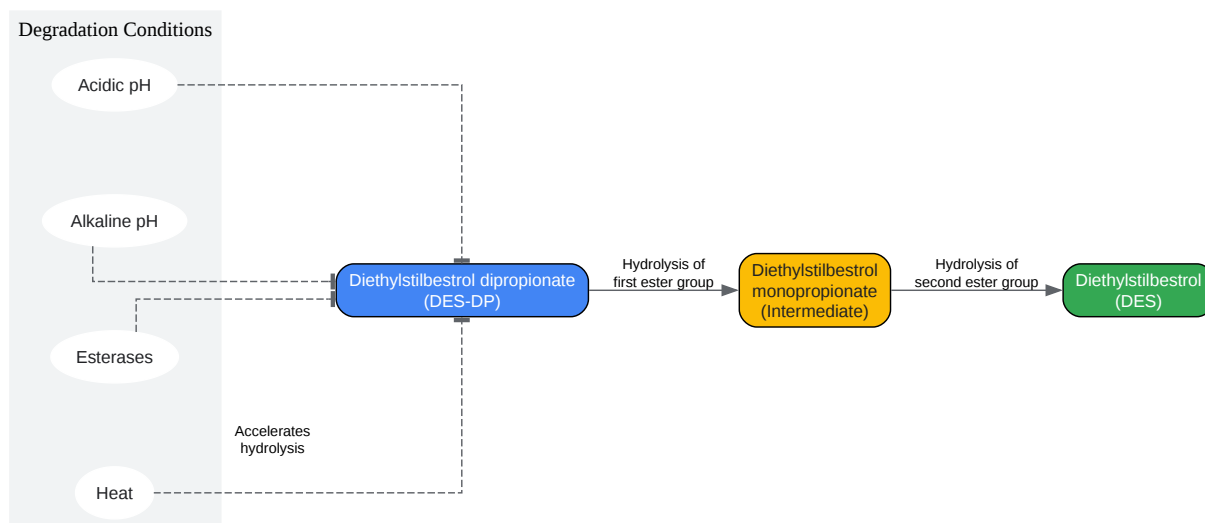 Degradation Conditions
Acidic pH
Alkaline pH
Esterases
Accelerates
hydrolysis
Heat
Diethylstilbestrol dipropionate
(DES-DP)
Hydrolysis of
first ester group
Diethylstilbestrol
monopropionate
(Intermediate)
Hydrolysis of
second ester group
Diethylstilbestrol
(DES)